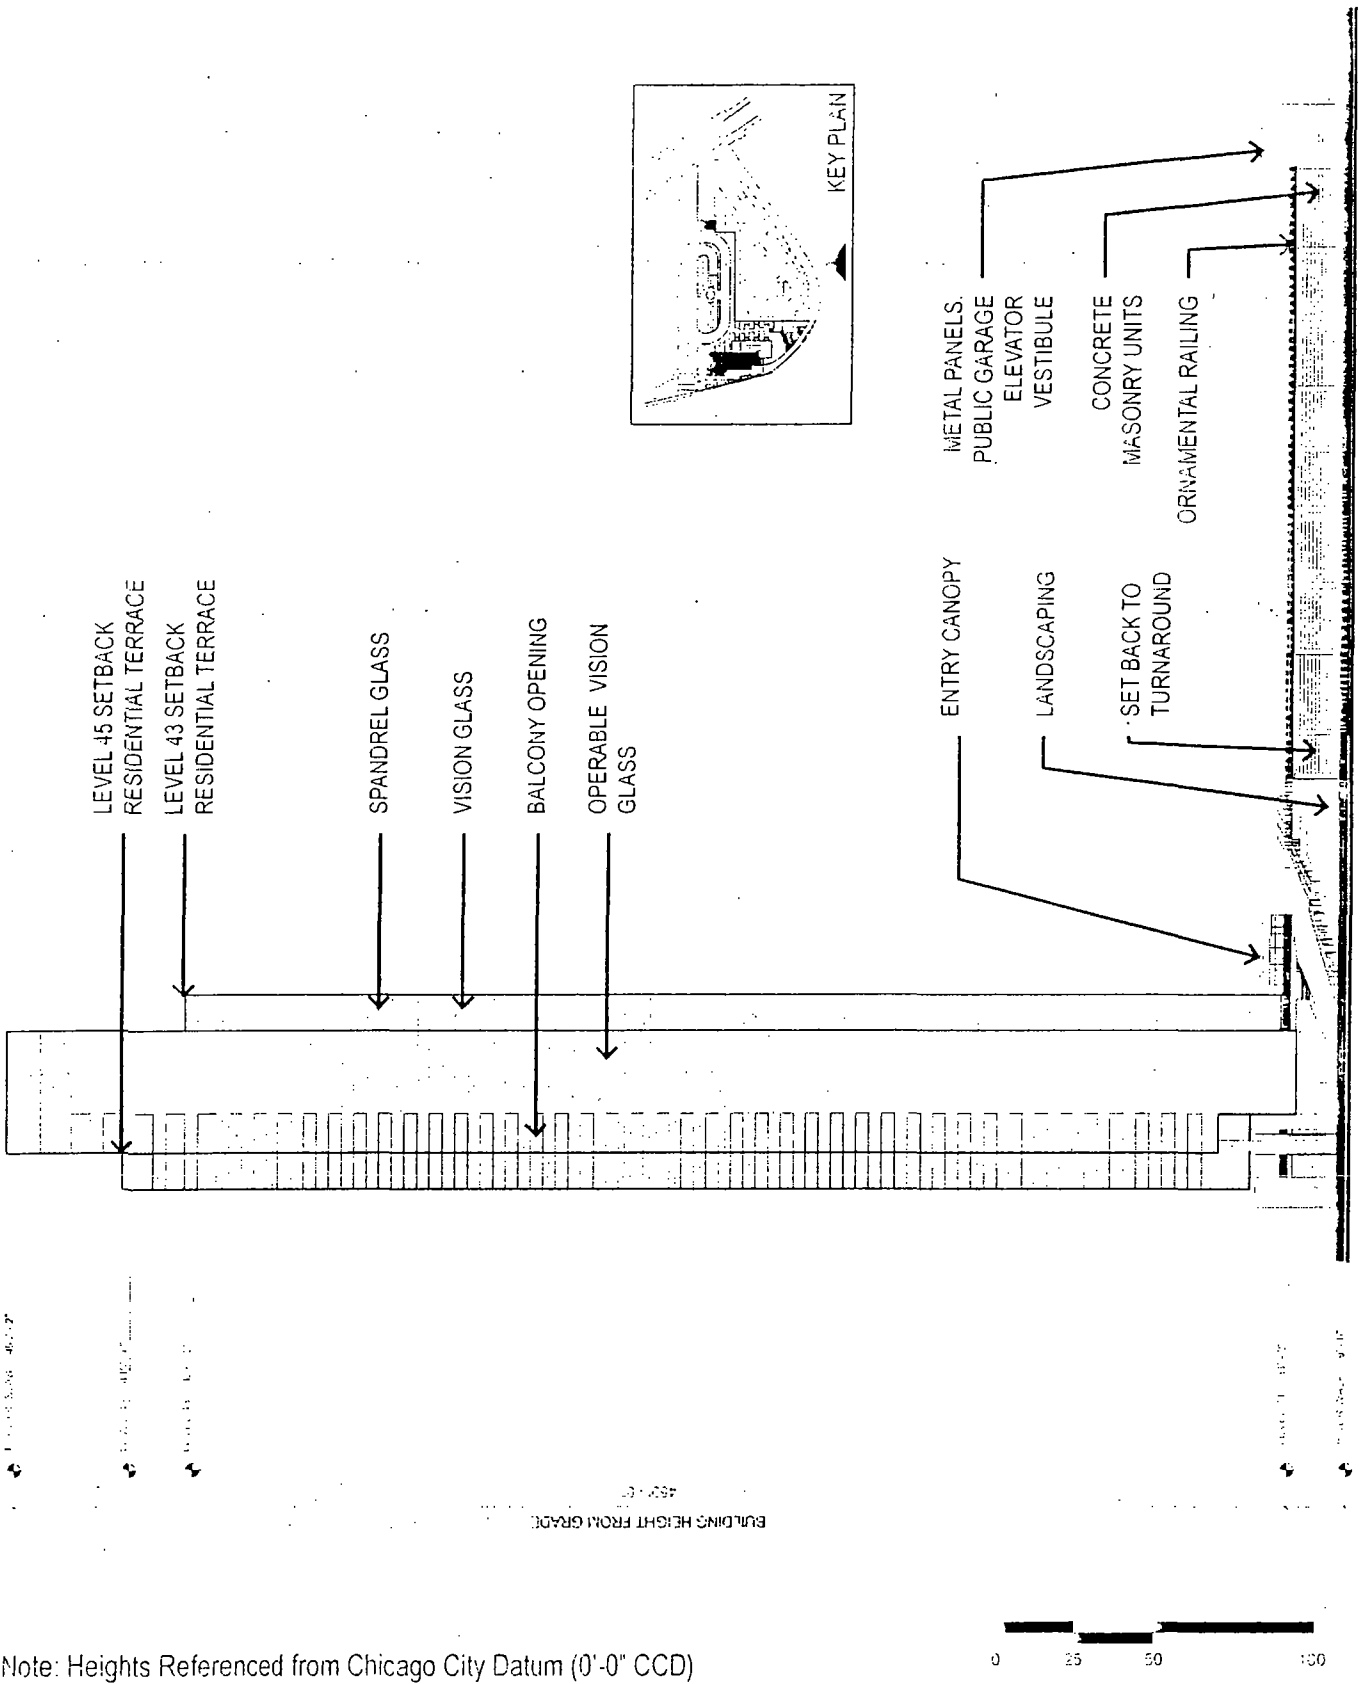 KEY PLAN
LEVEL 45 SETBACK
RESIDENTIAL TERRACE
LEVEL 43 SETBACK
RESIDENTIAL TERRACE
SPANDREL GLASS
VISION GLASS
BALCONY OPENING
OPERABLE VISION
GLASS
METAL PANELS.
PUBLIC GARAGE
ELEVATOR
VESTIBULE
CONCRETE
MASONRY UNITS
ORNAMENTAL RAILING
ENTRY CANOPY
LANDSCAPING
SET BACK TO
TURNAROUND
BUILDING HEIGHT FROM GRADE
0 25 50 100
Note: Heights Referenced from Chicago City Datum (0'-0" CCD)